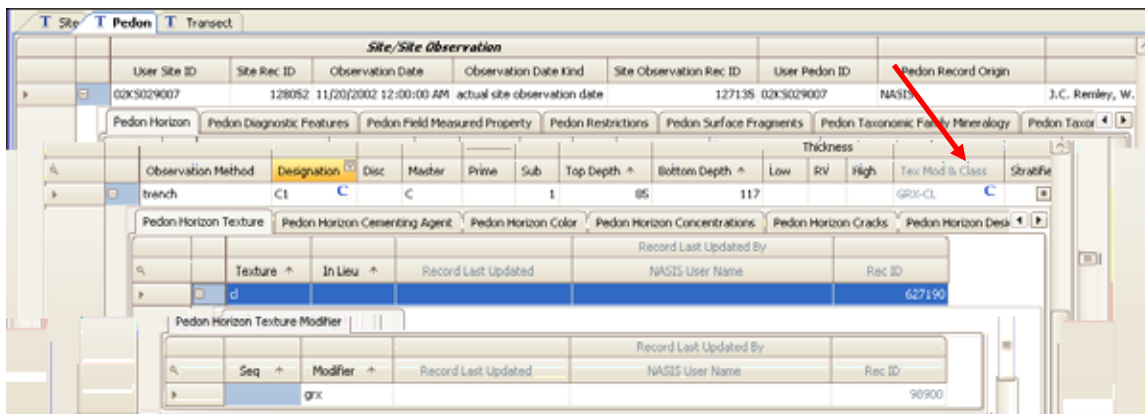 T Site T Pedon T Transect
Site/Site Observation
User Site ID Site Rec ID Observation Date Observation Date Kind Site Observation Rec ID User Pedon ID Pedon Record Origin
02KS029007 128052 11/20/2002 12:00:00 AM actual site observation date 127135 02KS029007 NASIS J.C. Remley, W.
Pedon Horizon Pedon Diagnostic Features Pedon Field Measured Property Pedon Restrictions Pedon Surface Fragments Pedon Taxonomic Family Mineralogy Pedon Taxon
Thickness
Observation Method Designation Disc Master Prime Sub Top Depth Bottom Depth Low RV High Tex Mod & Class Stratifie
trench C1 C C 1 85 117 GRX-CL C
Pedon Horizon Texture Pedon Horizon Cementing Agent Pedon Horizon Color Pedon Horizon Concentrations Pedon Horizon Cracks Pedon Horizon Desi
Record Last Updated By
Texture In Lieu Record Last Updated NASIS User Name Rec ID
cl 627190
Pedon Horizon Texture Modifier
Record Last Updated By
Seq Modifier Record Last Updated NASIS User Name Rec ID
grx 98900